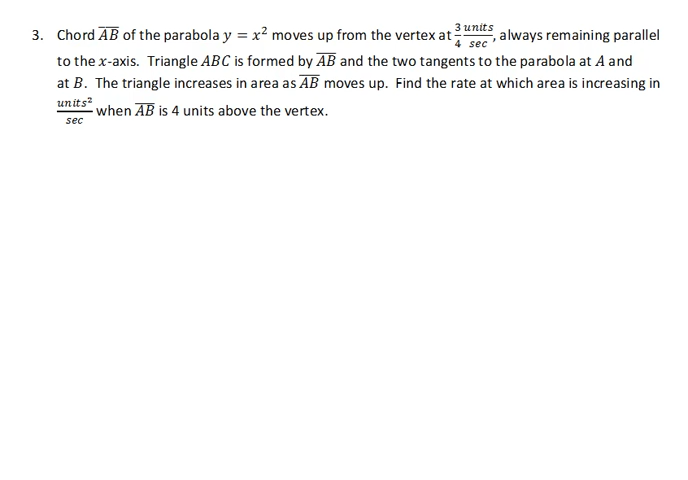 3. Chord AB of the parabola y = x² moves up from the vertex at 3/4 units/sec, always remaining parallel
to the x-axis. Triangle ABC is formed by AB and the two tangents to the parabola at A and
at B. The triangle increases in area as AB moves up. Find the rate at which area is increasing in
units²/sec when AB is 4 units above the vertex.